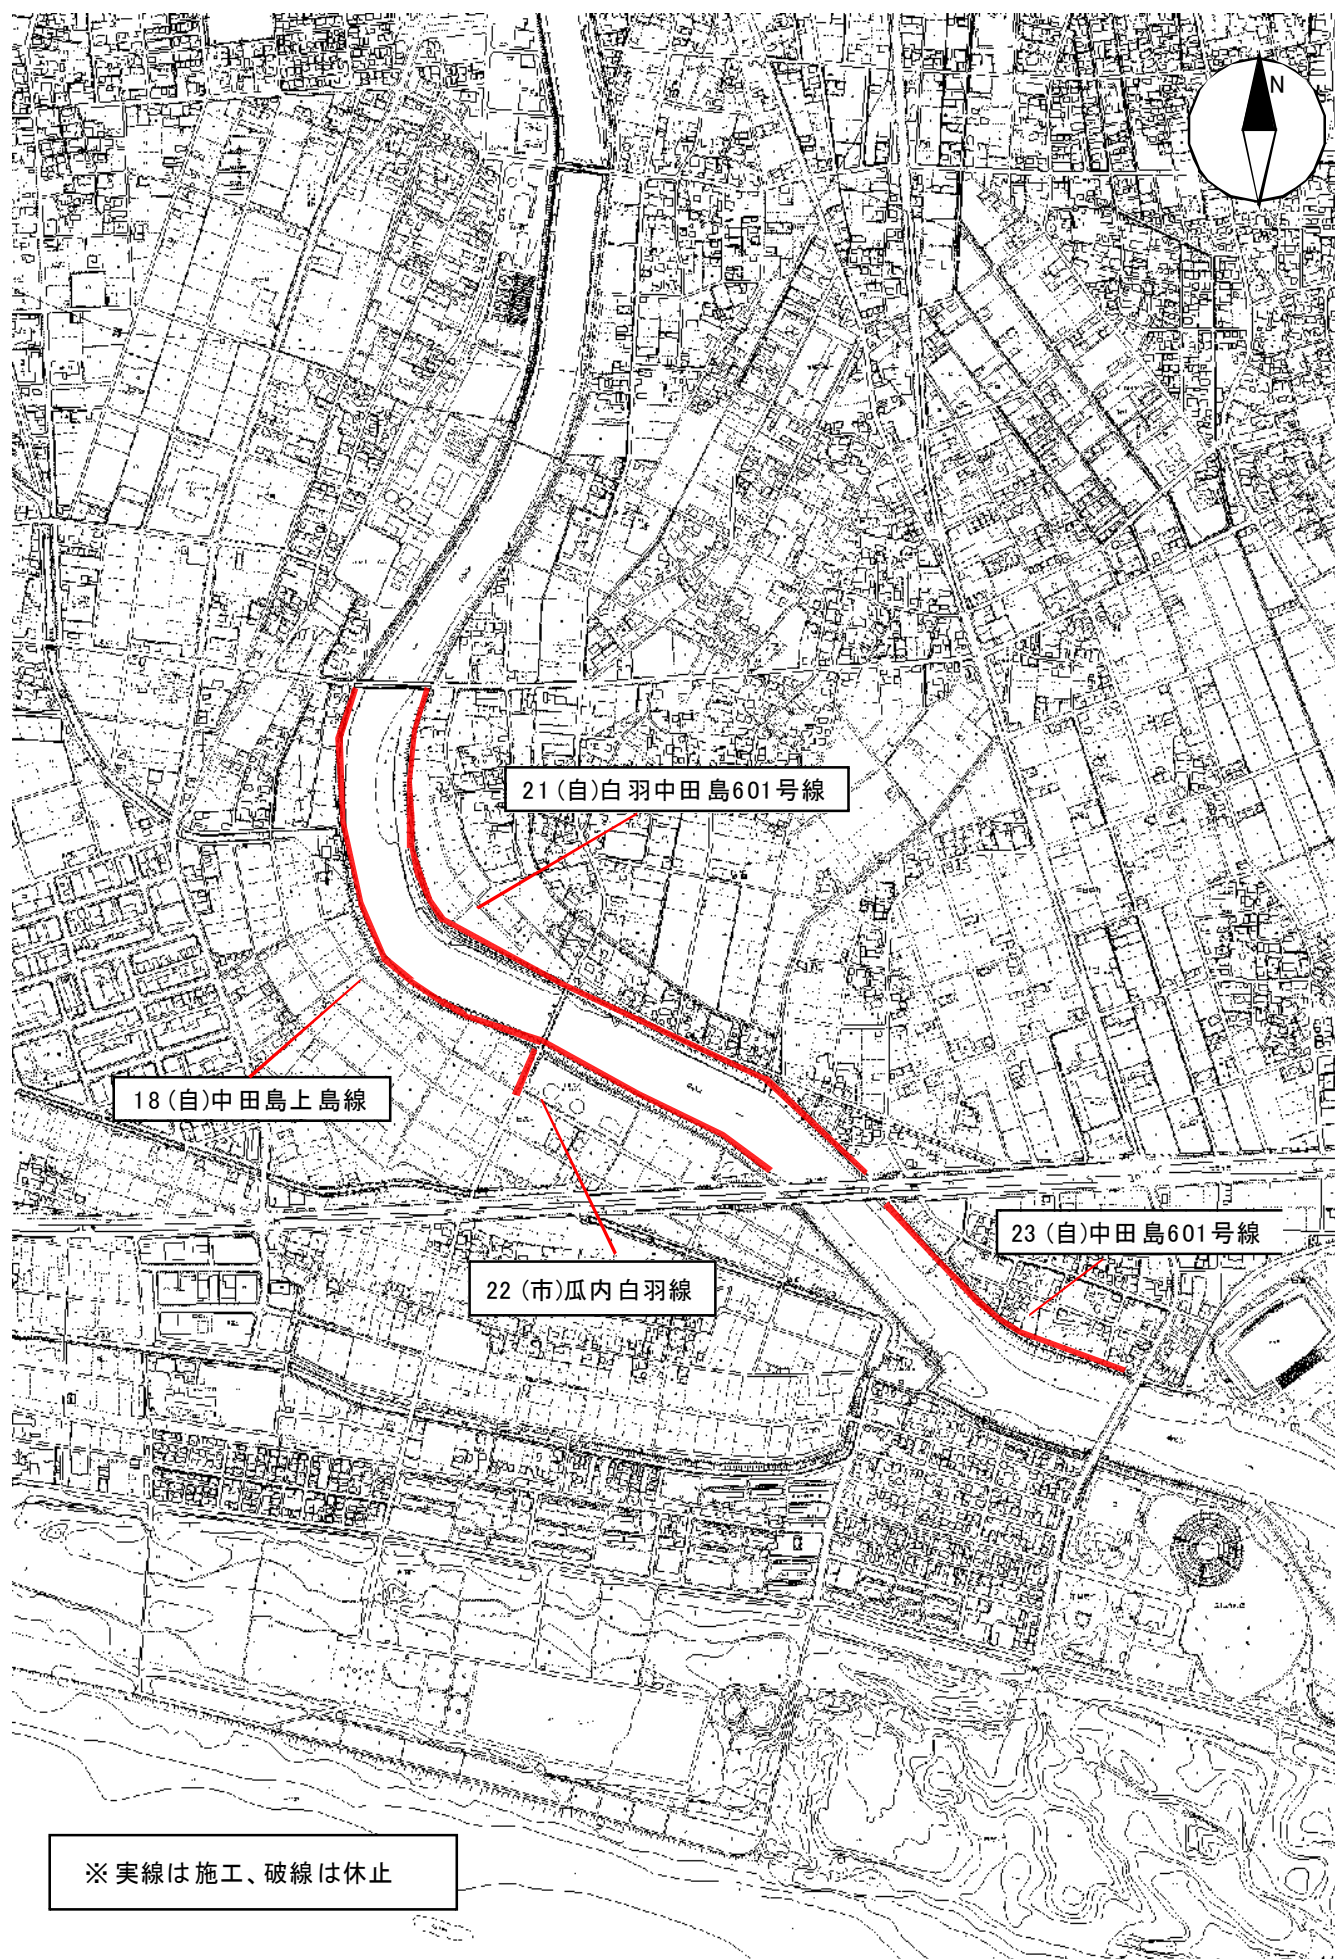 N
21(自)白羽中田島601号線
18(自)中田島上島線
23(自)中田島601号線
22(市)瓜内白羽線
※実線は施工、破線は休止